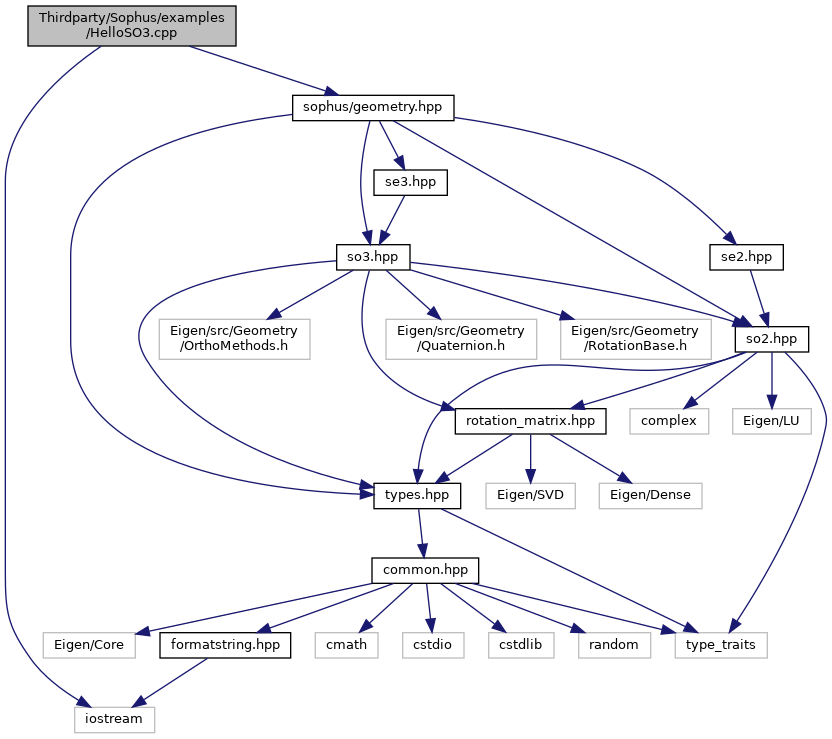 Thirdparty/Sophus/examples
/HelloSO3.cpp
sophus/geometry.hpp
se3.hpp
so3.hpp
se2.hpp
Eigen/src/Geometry
/OrthoMethods.h
Eigen/src/Geometry
/Quaternion.h
Eigen/src/Geometry
/RotationBase.h
so2.hpp
rotation_matrix.hpp
complex
Eigen/LU
types.hpp
Eigen/SVD
Eigen/Dense
common.hpp
Eigen/Core
formatstring.hpp
cmath
cstdio
cstdlib
random
type_traits
iostream